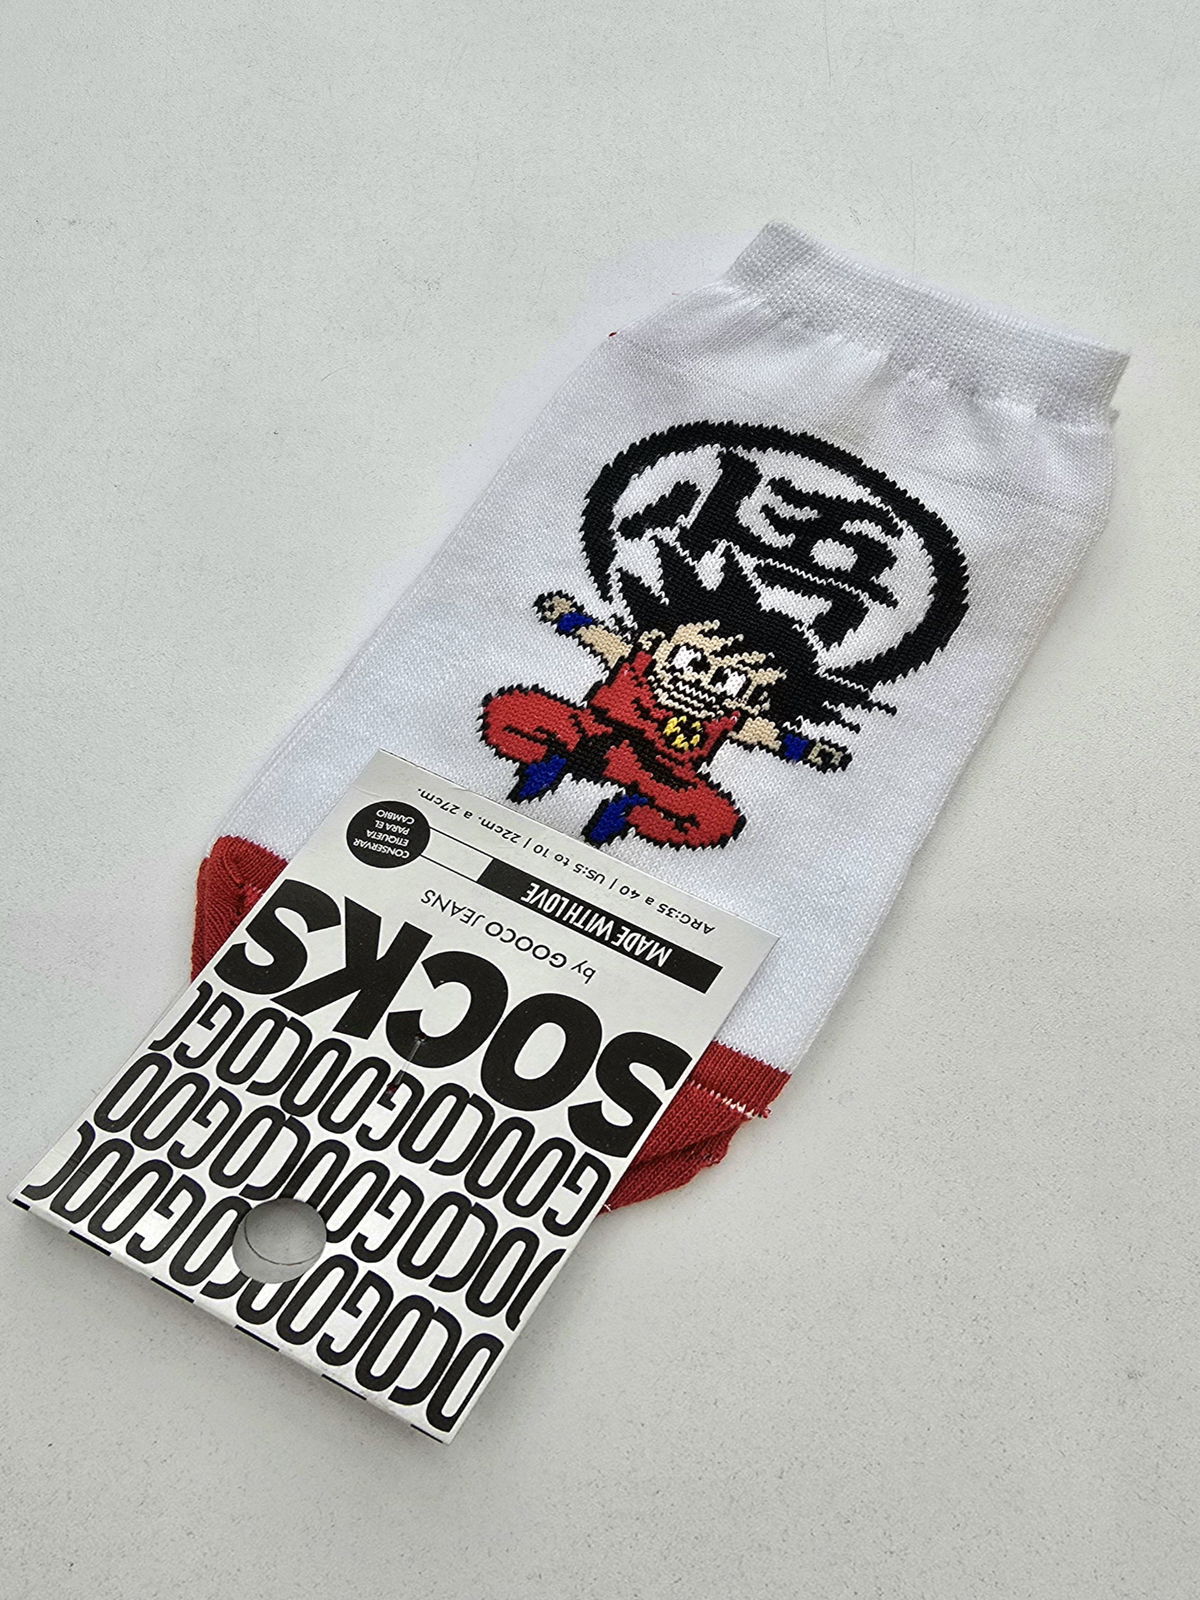 悟
ARG:35 a 40 | US:5 to 10 | 22cm. a 27cm.
MADE WITH LOVE
CONSERVAR
ETIQUETA
PARA EL
CAMBIO
by GOOCO JEANS
SOCKS